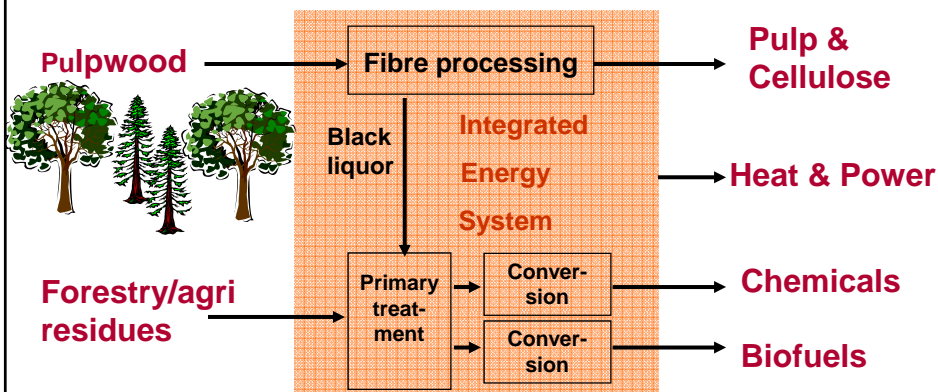 Pulpwood
Fibre processing
Pulp &
Cellulose
Black
liquor
Integrated
Energy
System
Heat & Power
Forestry/agri
residues
Primary
treat-
ment
Conver-
sion
Chemicals
Conver-
sion
Biofuels